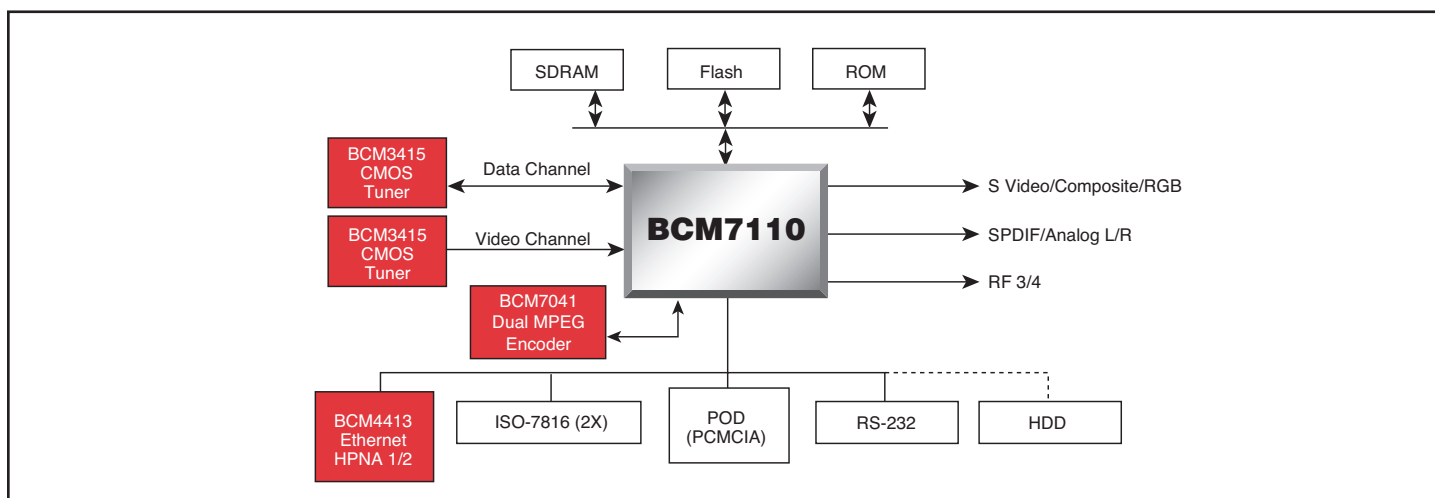 SDRAM
Flash
ROM
BCM3415
CMOS
Tuner
Data Channel
BCM3415
CMOS
Tuner
Video Channel
BCM7110
S Video/Composite/RGB
SPDIF/Analog L/R
RF 3/4
BCM7041
Dual MPEG
Encoder
BCM4413
Ethernet
HPNA 1/2
ISO-7816 (2X)
POD
(PCMCIA)
RS-232
HDD